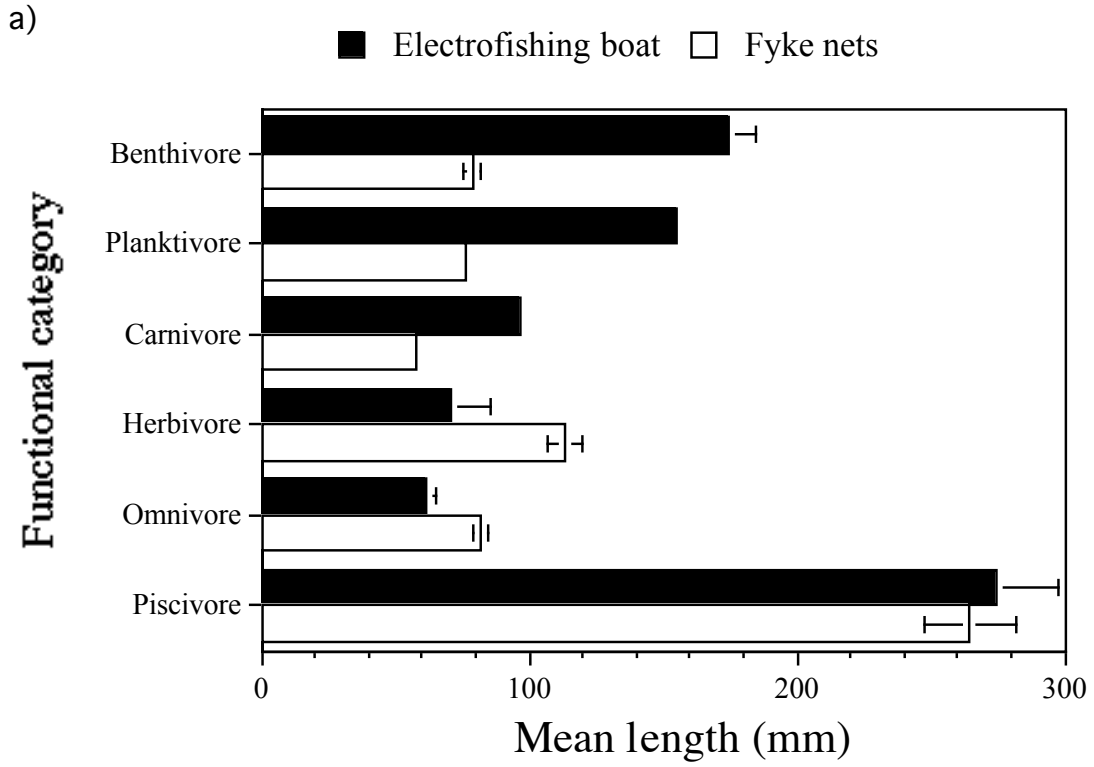 a)
Electrofishing boat Fyke nets
Functional category
Benthivore
Planktivore
Carnivore
Herbivore
Omnivore
Piscivore
0 100 200 300
Mean length (mm)